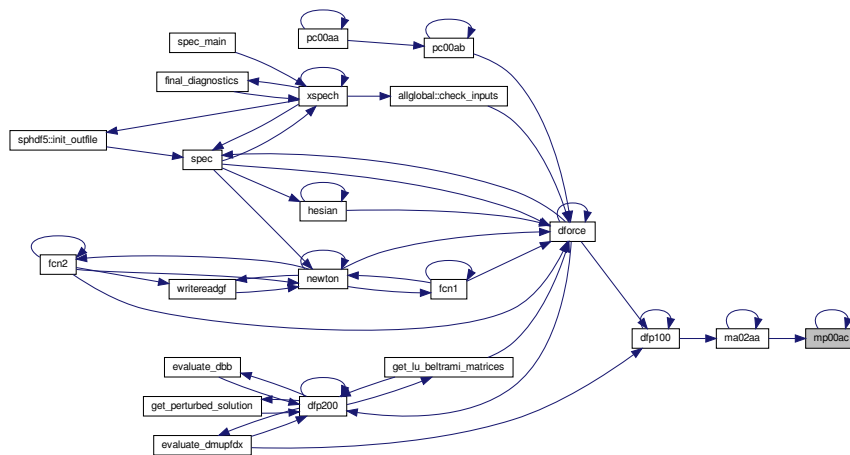 pc00aa
spec_main
pc00ab
final_diagnostics
xspech
allglobal::check_inputs
sphdf5::init_outfile
spec
hesian
dforce
fcn2
newton
writereadgf
fcn1
dfp100
ma02aa
mp00ac
evaluate_dbb
get_lu_beltrami_matrices
get_perturbed_solution
dfp200
evaluate_dmupfdx